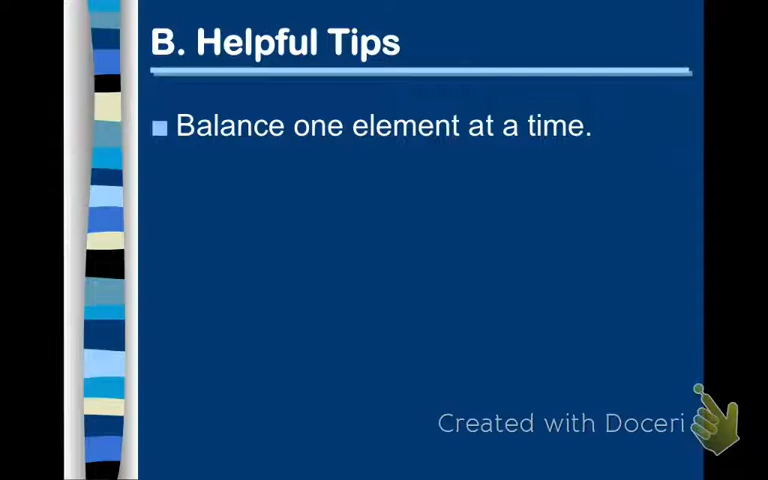 B. Helpful Tips
Balance one element at a time.
Created with Doceri